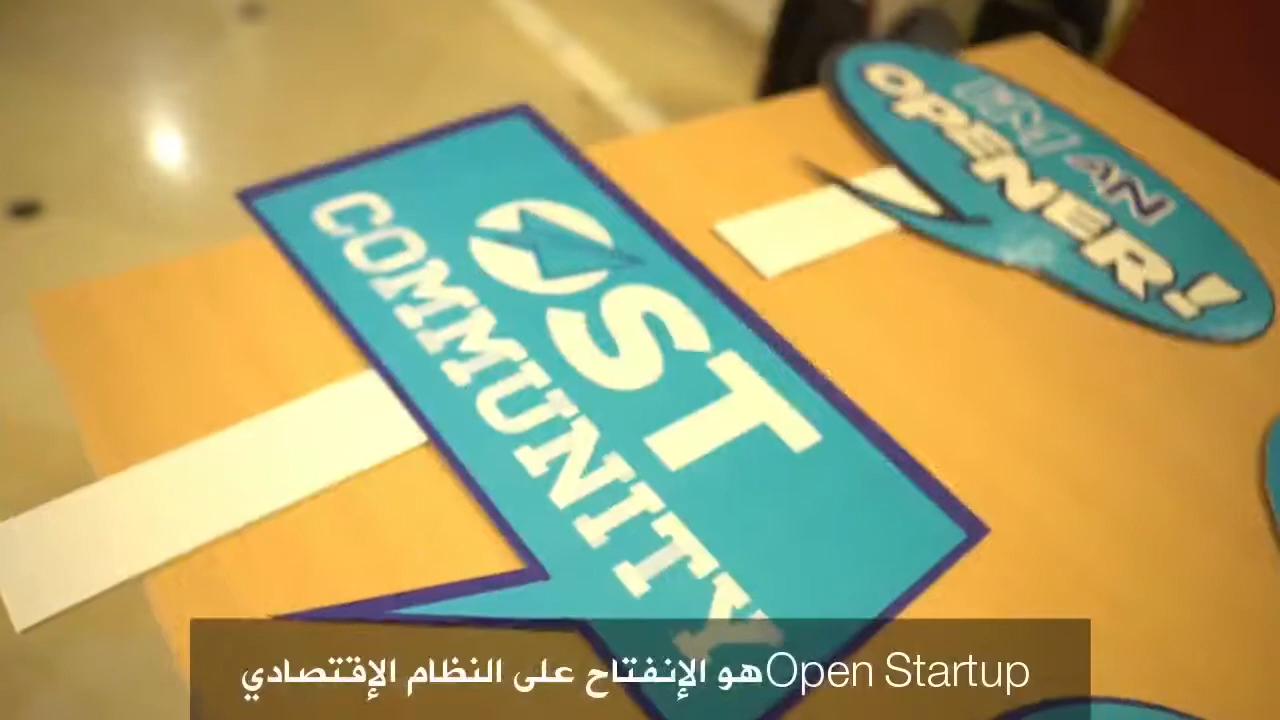 OST
COMMUNITY
I'M AN
OPENER!
Open Startup هو الإنفتاح على النظام الإقتصادي